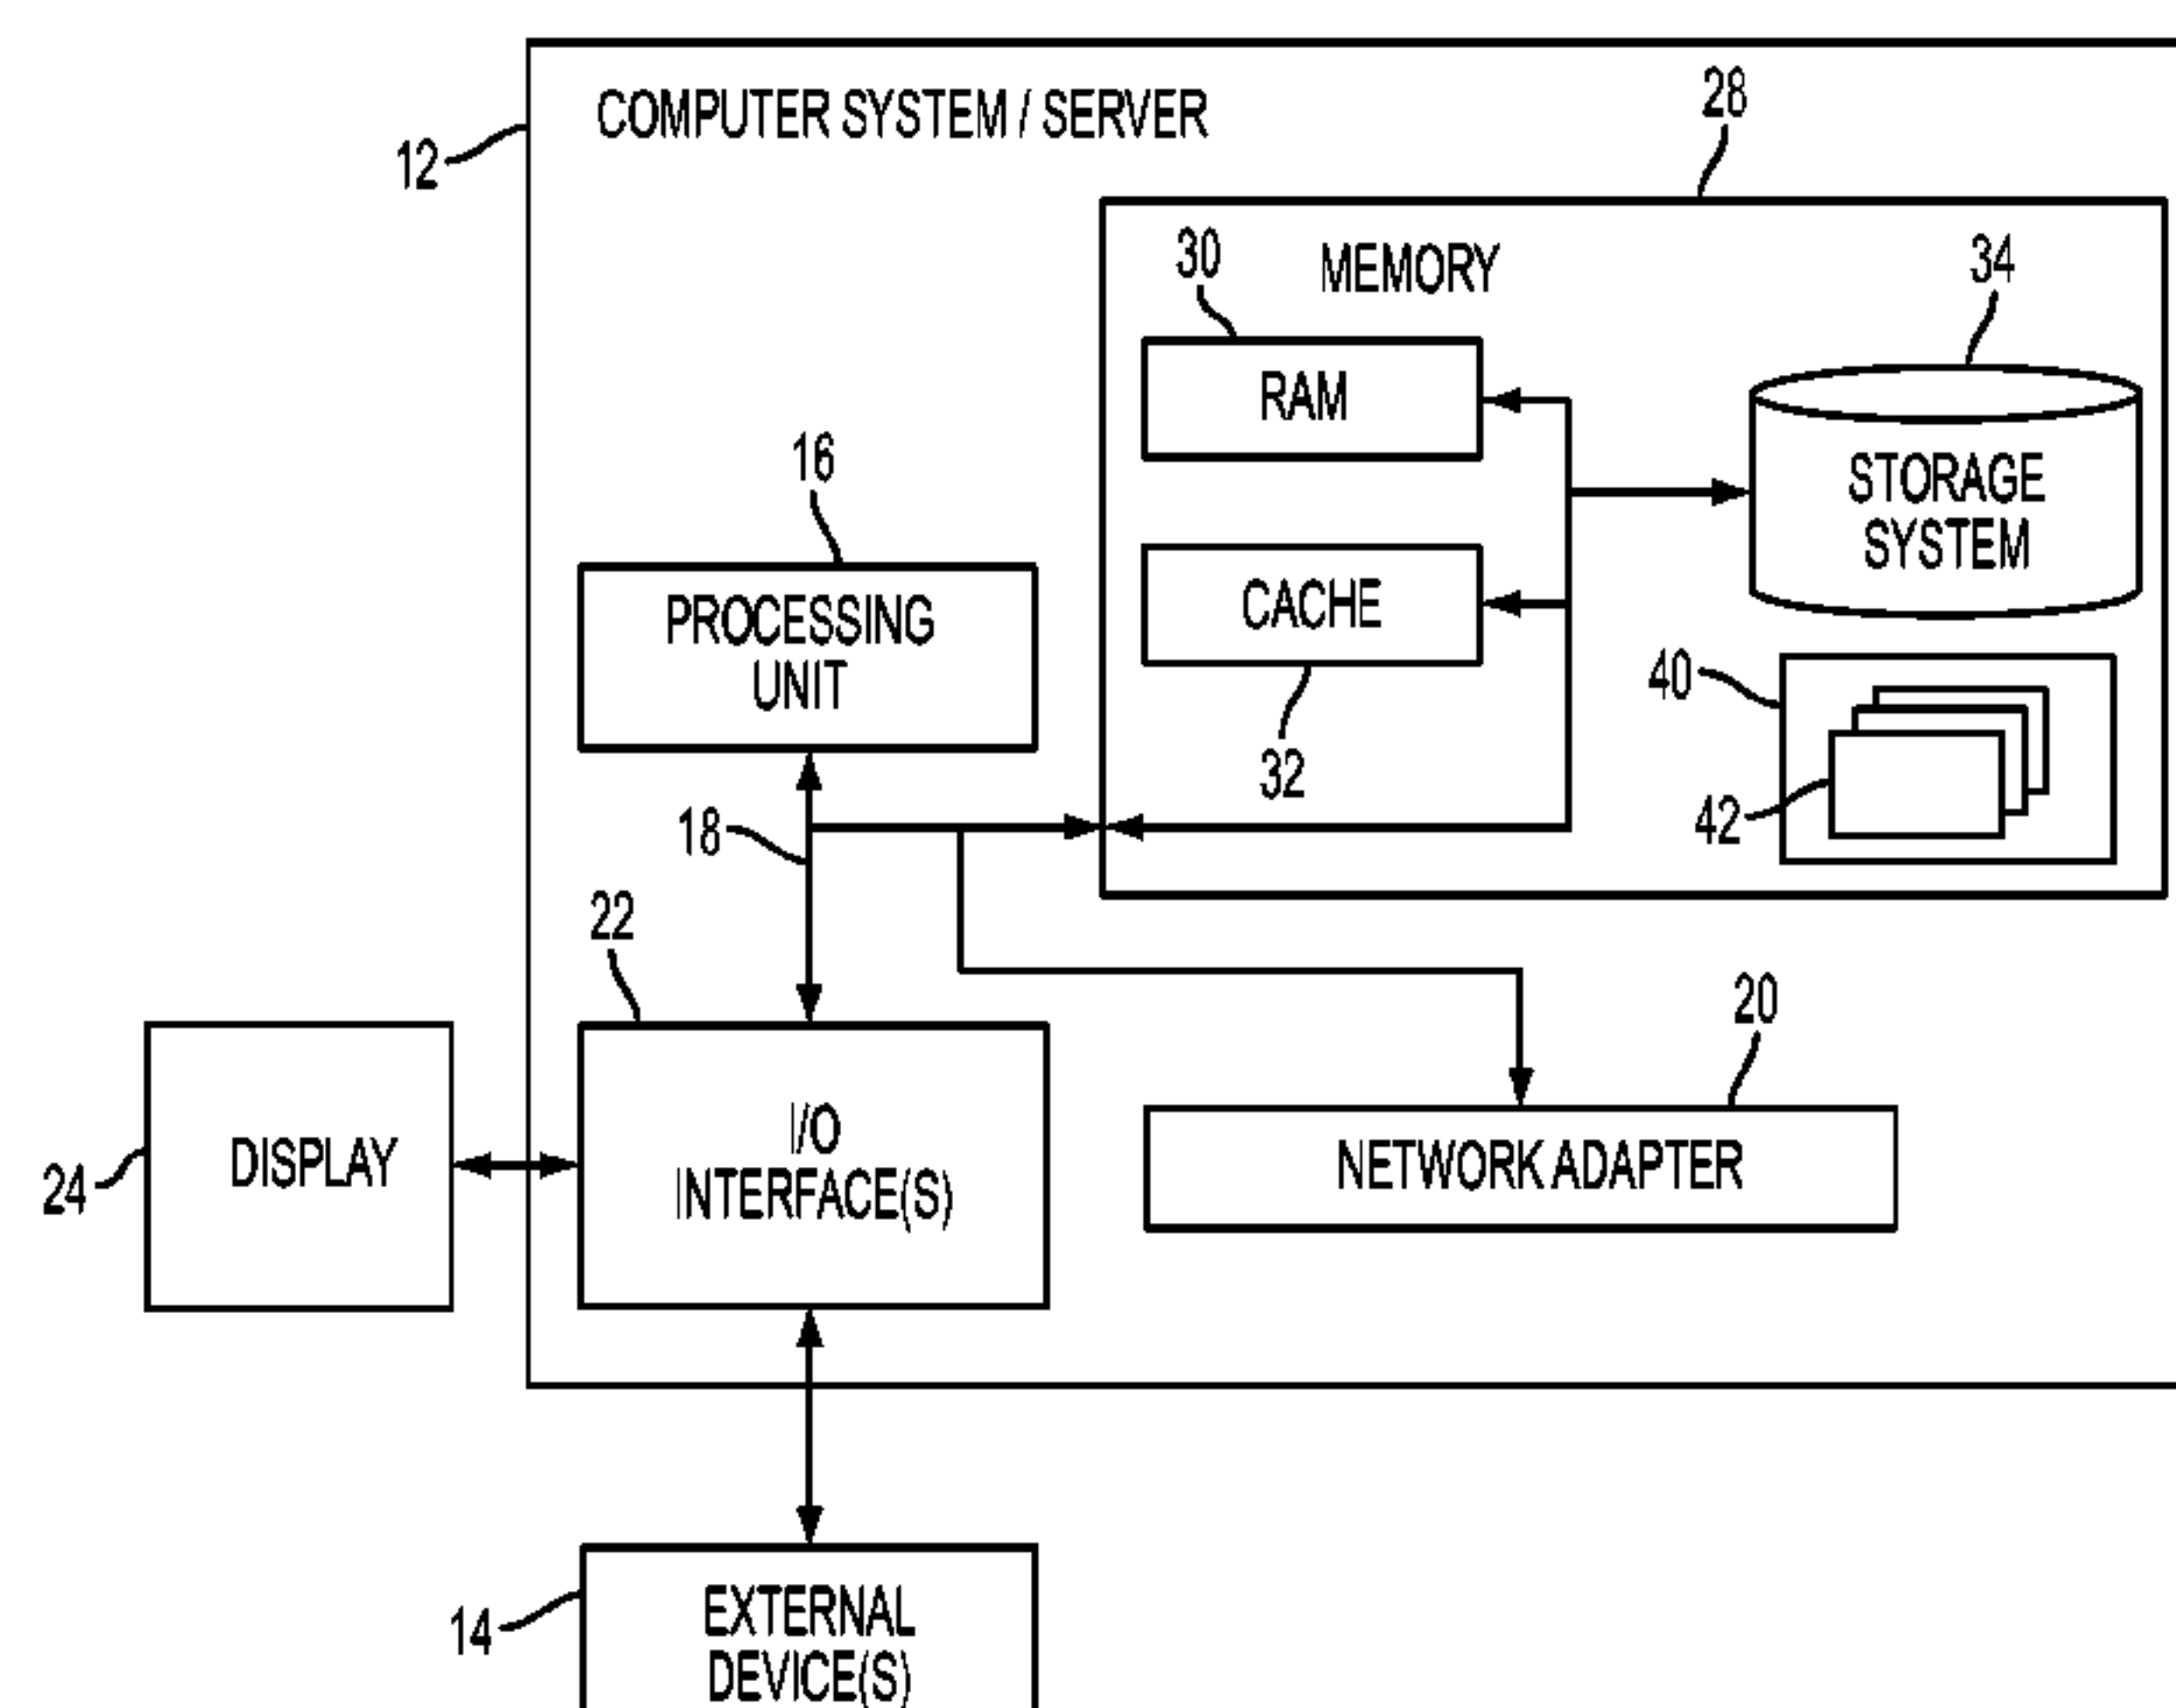 COMPUTER SYSTEM / SERVER
12
28
MEMORY
30
34
RAM
STORAGE
SYSTEM
16
PROCESSING
UNIT
CACHE
32
40
42
18
22
20
I/O
INTERFACE(S)
DISPLAY
24
NETWORK ADAPTER
14
EXTERNAL
DEVICE(S)